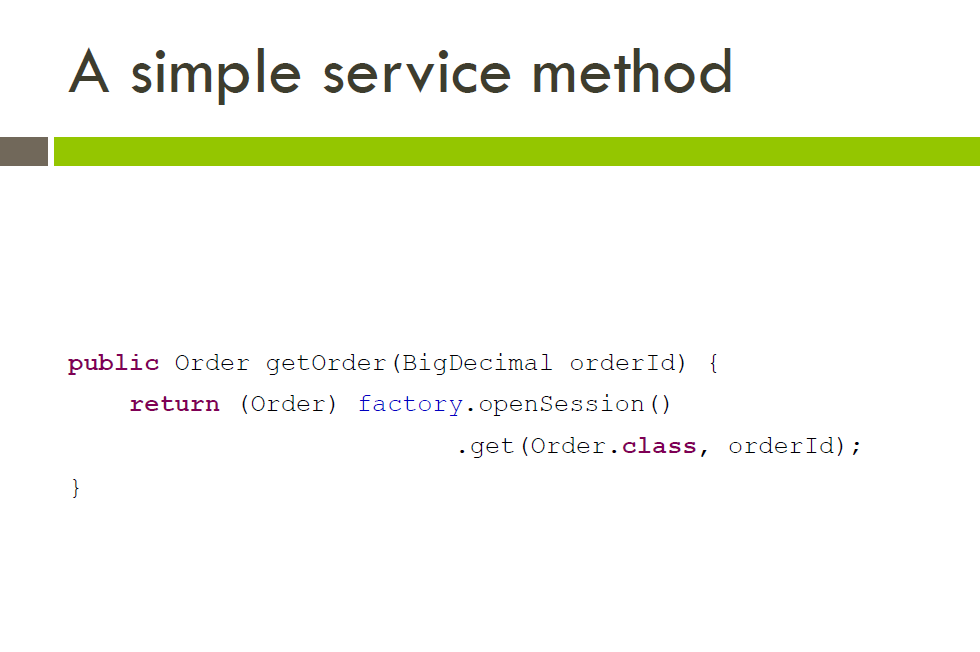 A simple service method
public Order getOrder(BigDecimal orderId) {
return (Order) factory.openSession()
.get(Order.class, orderId);
}